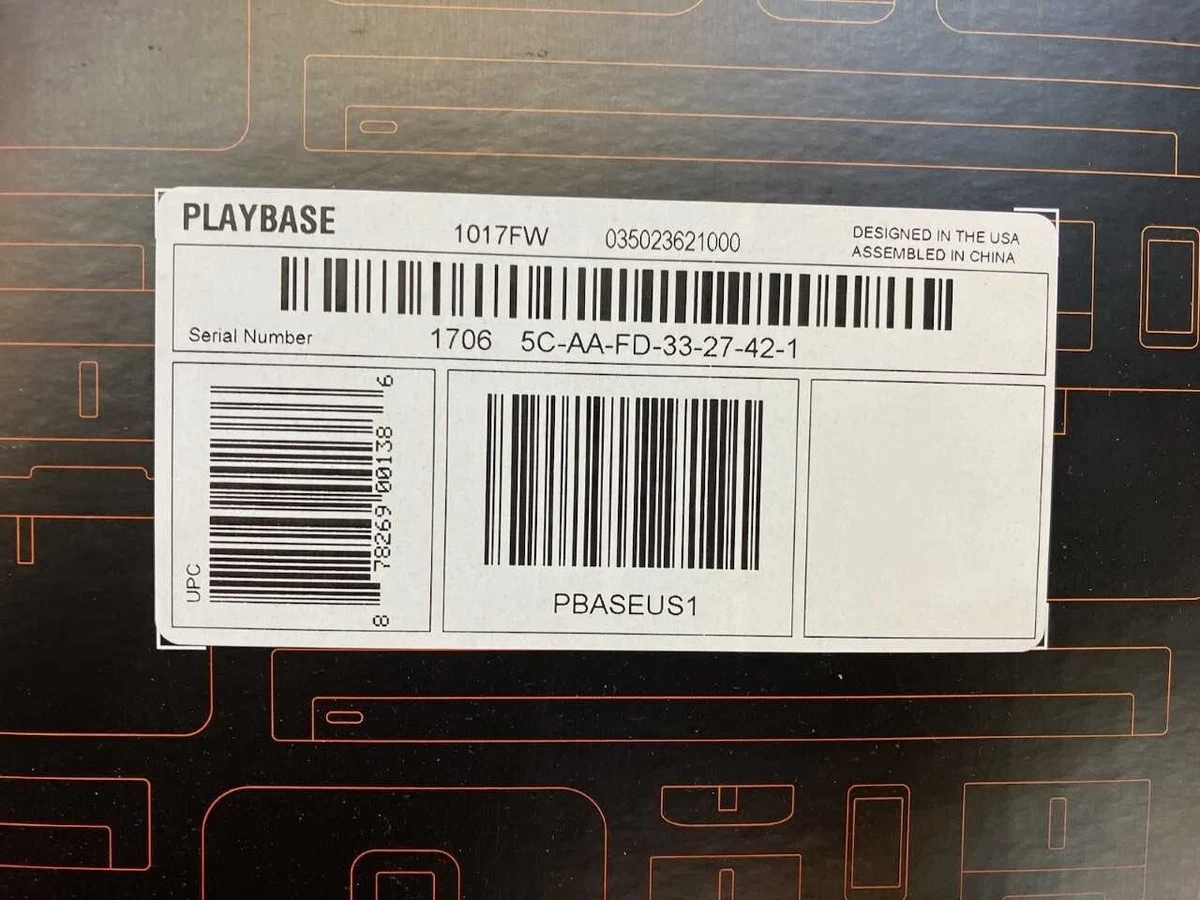 PLAYBASE
1017FW
035023621000
DESIGNED IN THE USA
ASSEMBLED IN CHINA
Serial Number
1706 5C-AA-FD-33-27-42-1
UPC
8 78269 00138 6
PBASEUS1